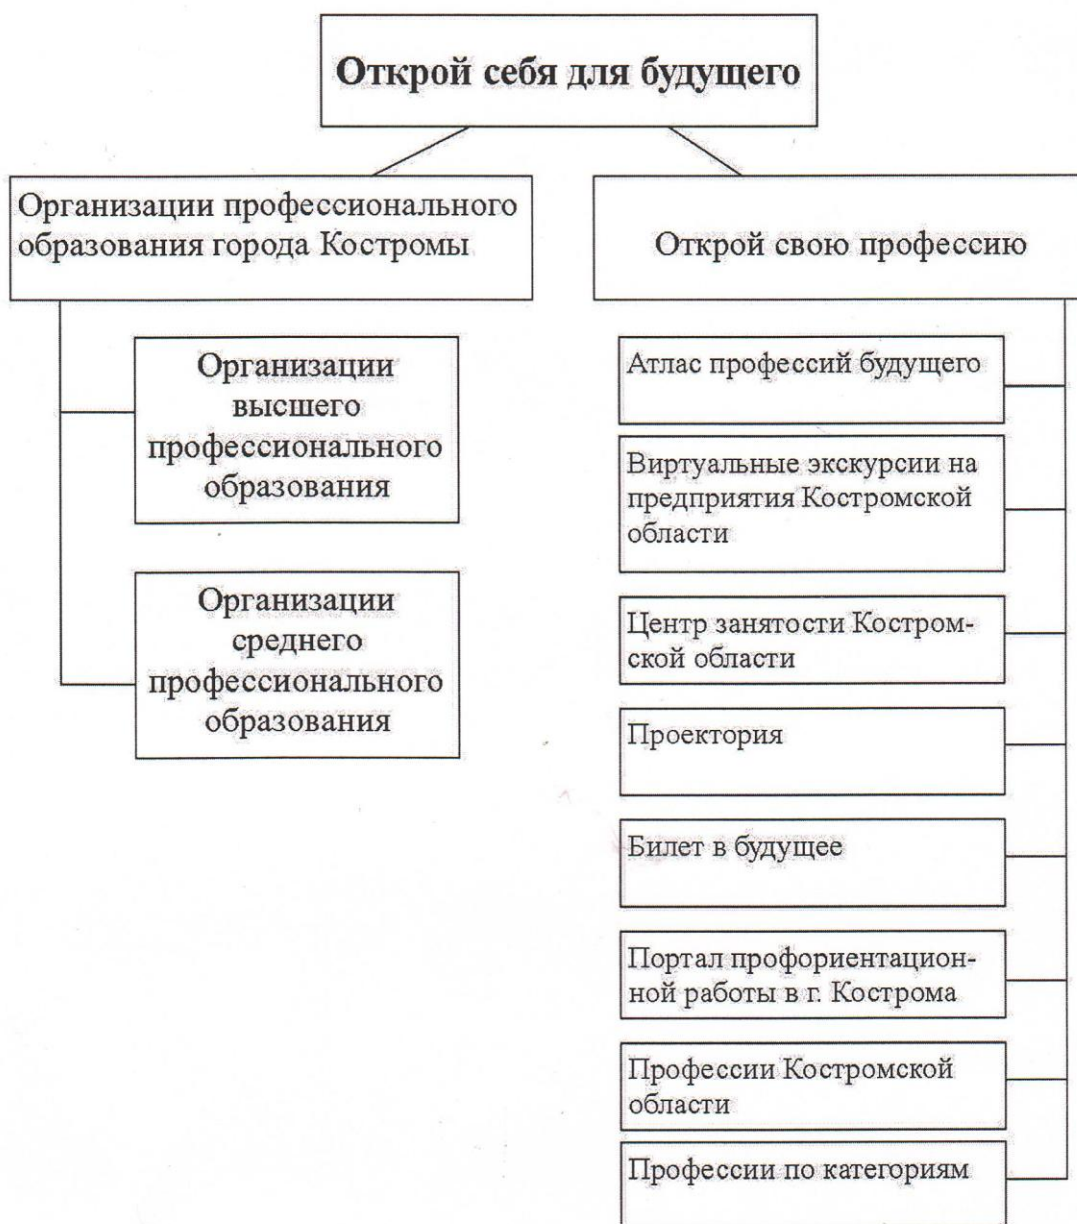 Открой себя для будущего
Организации профессионального
образования города Костромы
Организации
высшего
профессионального
образования
Организации
среднего
профессионального
образования
Открой свою профессию
Атлас профессий будущего
Виртуальные экскурсии на
предприятия Костромской
области
Центр занятости Костром-
ской области
Проектория
Билет в будущее
Портал профориентацион-
ной работы в г. Кострома
Профессии Костромской
области
Профессии по категориям